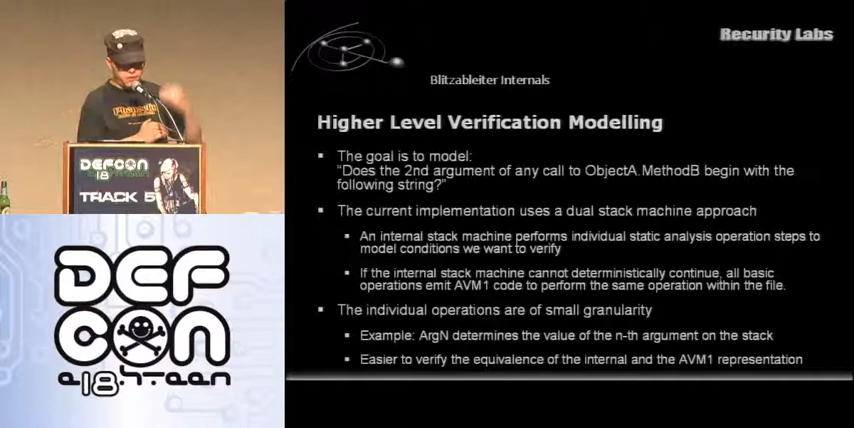 DEFCON
18
TRACK 5
DEF
CON
Recurity Labs
Blitzableiter Internals
Higher Level Verification Modelling
The goal is to model:
"Does the 2nd argument of any call to ObjectA.MethodB begin with the
following string?"
The current implementation uses a dual stack machine approach
An internal stack machine performs individual static analysis operation steps to
model conditions we want to verify
If the internal stack machine cannot deterministically continue, all basic
operations emit AVM1 code to perform the same operation within the file.
The individual operations are of small granularity
Example: ArgN determines the value of the n-th argument on the stack
Easier to verify the equivalence of the internal and the AVM1 representation